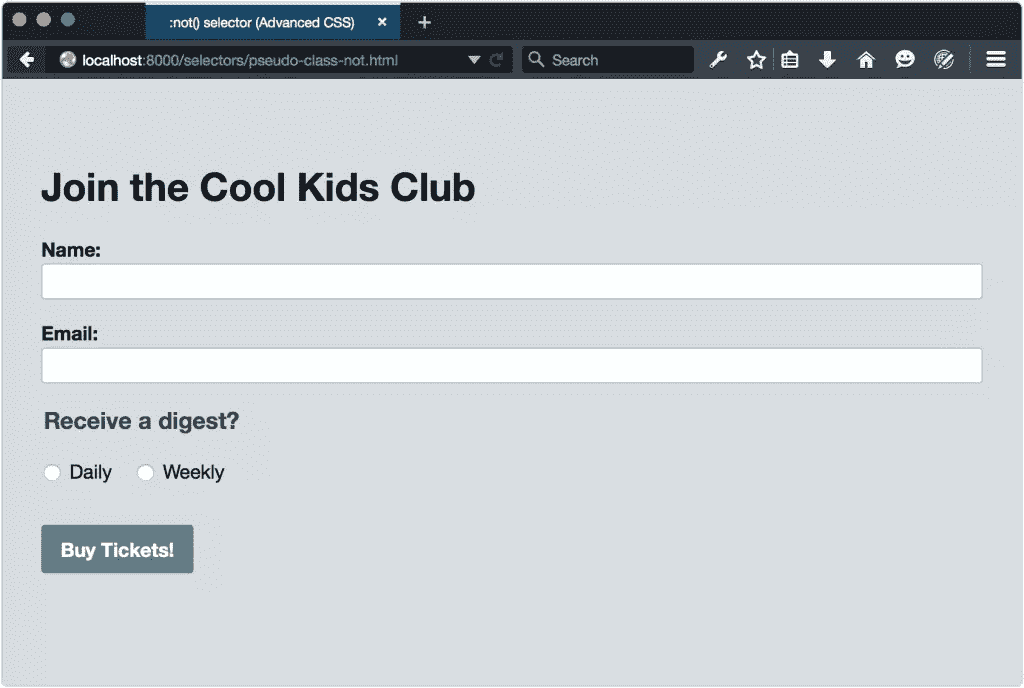 :not() selector (Advanced CSS)
localhost:8000/selectors/pseudo-class-not.html
Search
Join the Cool Kids Club
Name:
Email:
Receive a digest?
Daily Weekly
Buy Tickets!